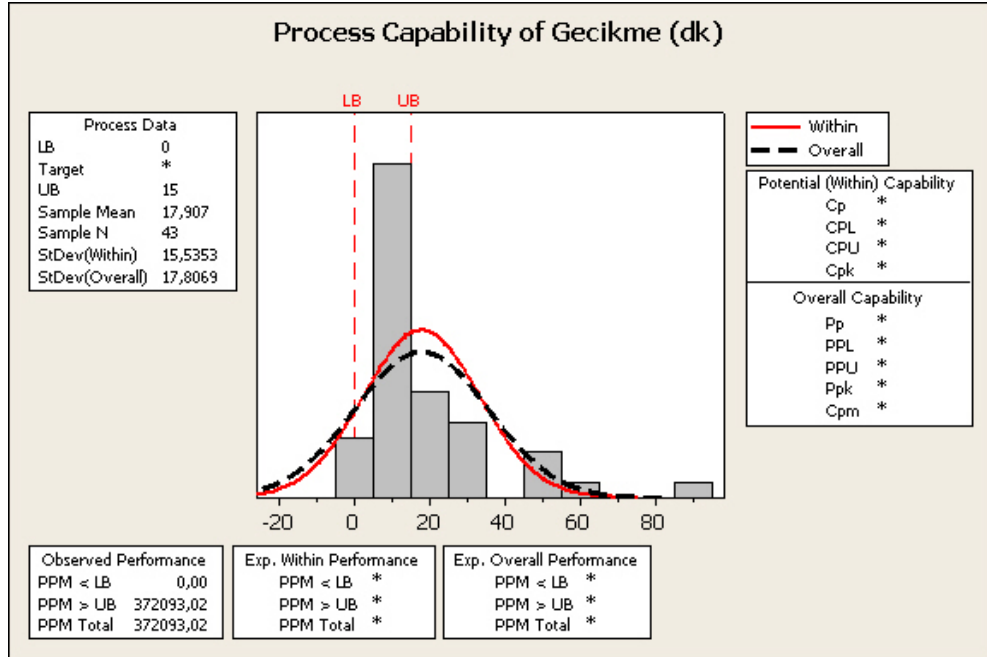 Process Capability of Gecikme (dk)
LB UB
Process Data
LB 0
Target *
UB 15
Sample Mean 17,907
Sample N 43
StDev(Within) 15,5353
StDev(Overall) 17,8069
Within
Overall
Potential (Within) Capability
Cp *
CPL *
CPU *
Cpk *
Overall Capability
Pp *
PPL *
PPU *
Ppk *
Cpm *
-20 0 20 40 60 80
Observed Performance
PPM < LB 0,00
PPM > UB 372093,02
PPM Total 372093,02
Exp. Within Performance
PPM < LB *
PPM > UB *
PPM Total *
Exp. Overall Performance
PPM < LB *
PPM > UB *
PPM Total *